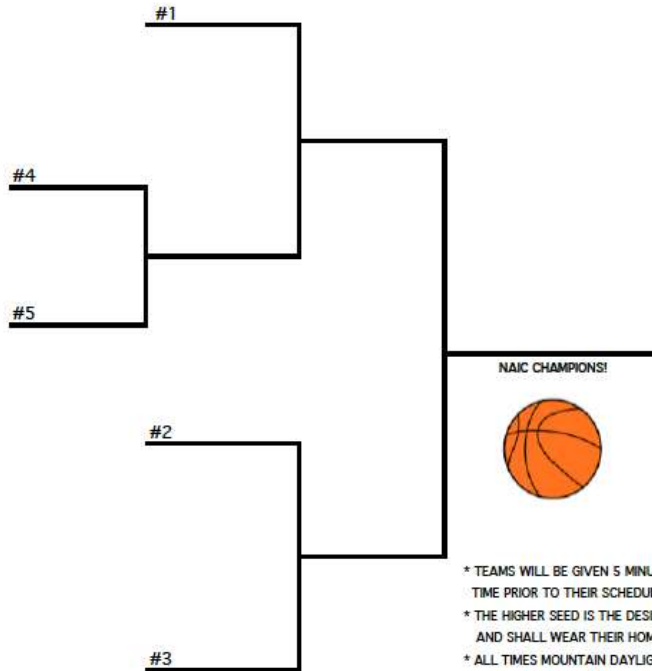 #1
#4
#5
NAIC CHAMPIONS!
#2
* TEAMS WILL BE GIVEN 5
TIME PRIOR TO THEIR
* THE HIGHER SEED IS THE
AND SHALL WEAR THEIR
#3
* ALL TIMES MOUNTAIN